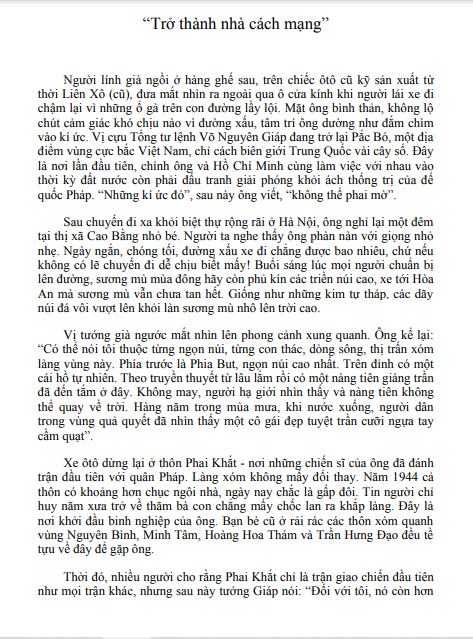 “Trở thành nhà cách mạng”
Người lính già ngồi ở hàng ghế sau, trên chiếc ôtô cũ kỹ sản xuất từ
thời Liên Xô (cũ), đưa mắt nhìn ra ngoài qua ô cửa kính khi người lái xe đi
chậm lại vì những ổ gà trên con đường lầy lội. Mặt ông bình thản, không lộ
chút cảm giác khó chịu nào vì đường xấu, tâm trí ông dường như đắm chìm
vào kí ức. Vị cựu Tổng tư lệnh Võ Nguyên Giáp đang trở lại Pắc Bó, một địa
điểm vùng cực bắc Việt Nam, chỉ cách biên giới Trung Quốc vài cây số. Đây
là nơi lần đầu tiên, chính ông và Hồ Chí Minh cùng làm việc với nhau vào
thời kỳ đất nước còn phải đấu tranh giải phóng khỏi ách thống trị của đế
quốc Pháp. “Những kí ức đó”, sau này ông viết, “không thể phai mờ”.
Sau chuyến đi xa khỏi biệt thự rộng rãi ở Hà Nội, ông nghỉ lại một đêm
tại thị xã Cao Bằng nhỏ bé. Người ta nghe thấy ông phàn nàn với giọng nhỏ
nhẹ. Ngày ngắn, chóng tối, đường xấu xe đi chẳng được bao nhiêu, chứ nếu
không có lẽ chuyến đi dễ chịu biết mấy! Buổi sáng lúc mọi người chuẩn bị
lên đường, sương mù mùa đông hãy còn phủ kín các triền núi cao, xe tới Hòa
An mà sương mù vẫn chưa tan hết. Giống như những kim tự tháp, các dãy
núi đá vôi vượt lên khỏi làn sương mù nhô lên trời cao.
Vị tướng già ngước mắt nhìn lên phong cảnh xung quanh. Ông kể lại:
“Có thể nói tôi thuộc từng ngọn núi, từng con thác, dòng sông, thị trấn xóm
làng vùng này. Phía trước là Phia But, ngọn núi cao nhất. Trên đỉnh có một
cái hồ tự nhiên. Theo truyền thuyết từ lâu lắm rồi có một nàng tiên giáng trần
đã đến tắm ở đây. Không may, người hạ giới nhìn thấy và nàng tiên không
thể quay về trời. Hàng năm trong mùa mưa, khi nước xuống, người dân
trong vùng quả quyết đã nhìn thấy một cô gái đẹp tuyệt trần cưỡi ngựa tay
cầm quạt”.
Xe ôtô dừng lại ở thôn Phai Khắt - nơi những chiến sĩ của ông đã đánh
trận đầu tiên với quân Pháp. Làng xóm không mấy đổi thay. Năm 1944 cả
thôn có khoảng hơn chục ngôi nhà, ngày nay chắc là gấp đôi. Tin người chỉ
huy năm xưa trở về thăm bà con chẳng mấy chốc lan ra khắp làng. Đây là
nơi khởi đầu binh nghiệp của ông. Bạn bè cũ ở rải rác các thôn xóm quanh
vùng Nguyên Bình, Minh Tâm, Hoàng Hoa Thám và Trần Hưng Đạo đều tề
tựu về đây để gặp ông.
Thời đó, nhiều người cho rằng Phai Khắt chỉ là trận giao chiến đầu tiên
như mọi trận khác, nhưng sau này tướng Giáp nói: “Đối với tôi, nó còn hơn